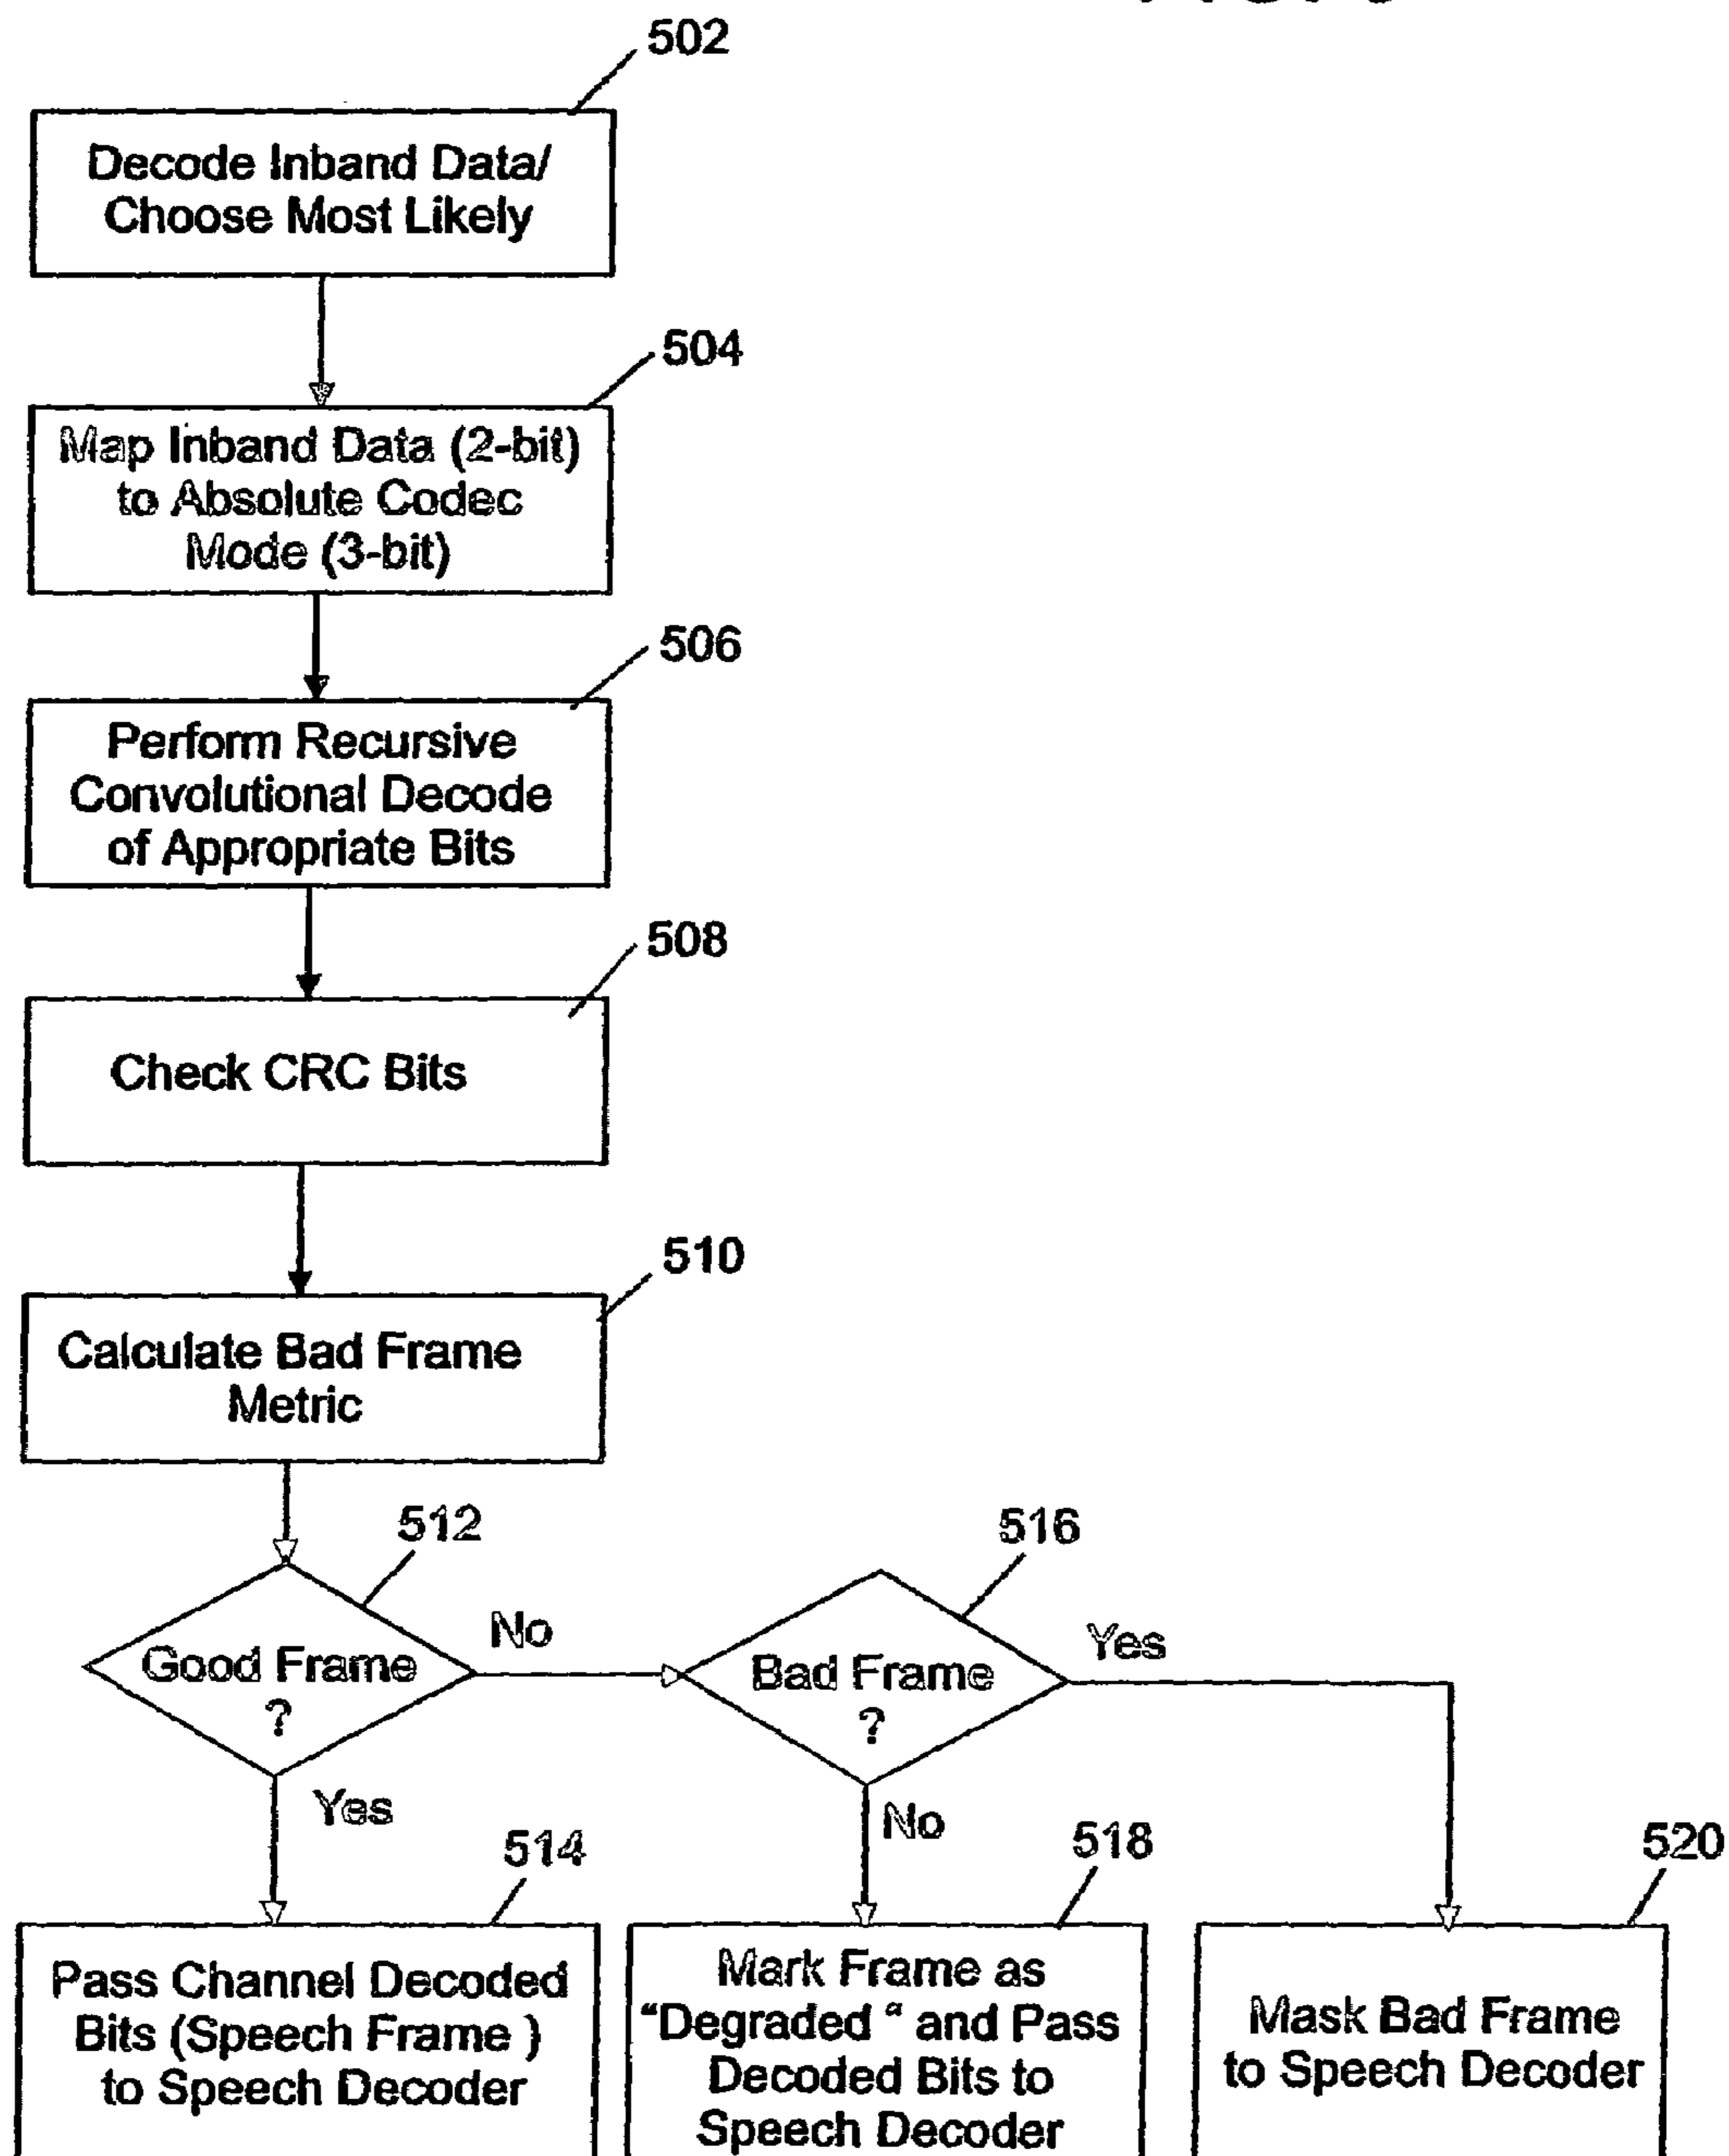 502
Decode Inband Data/
Choose Most Likely
504
Map Inband Data (2-bit)
to Absolute Codec
Mode (3-bit)
506
Perform Recursive
Convolutional Decode
of Appropriate Bits
508
Check CRC Bits
510
Calculate Bad Frame
Metric
512
Good Frame
?
No
516
Bad Frame
?
Yes
Yes
No
514
Pass Channel Decoded
Bits (Speech Frame )
to Speech Decoder
518
Mark Frame as
"Degraded " and Pass
Decoded Bits to
Speech Decoder
520
Mask Bad Frame
to Speech Decoder